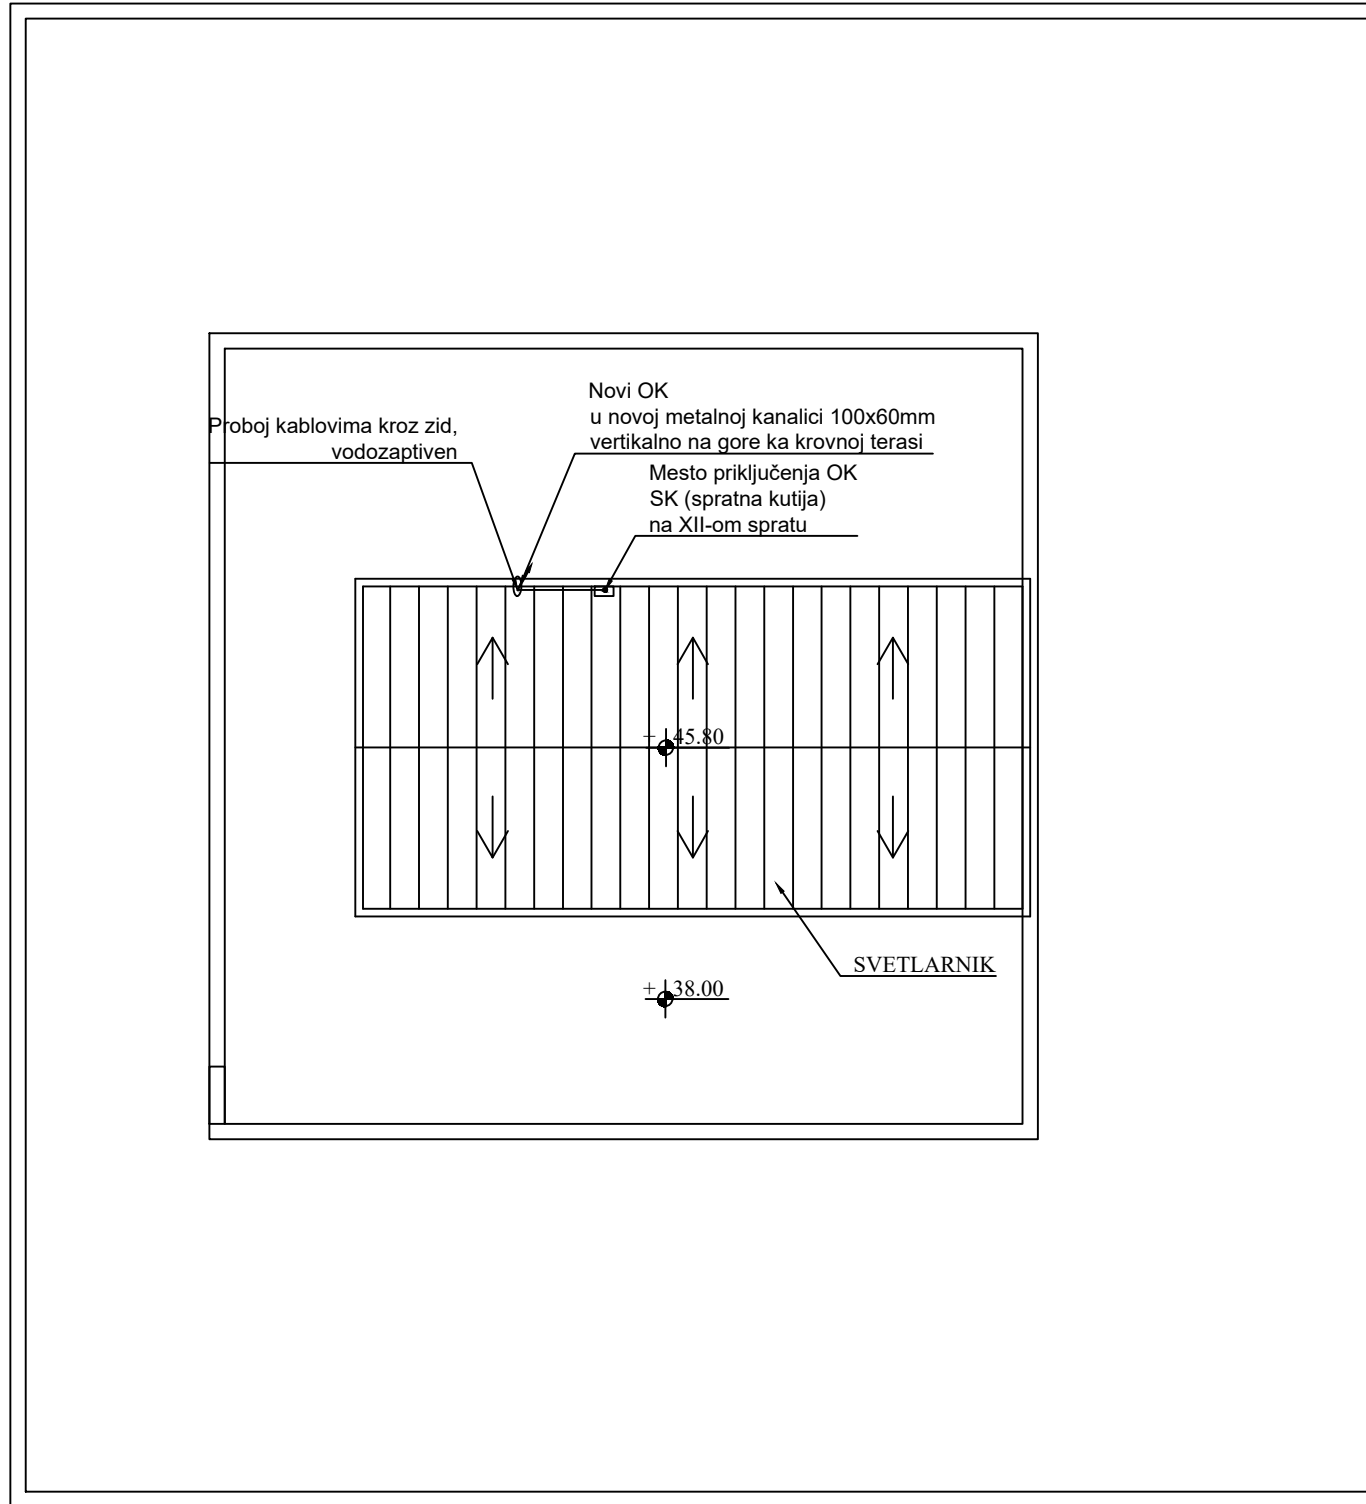 Novi OK
u novoj metalnoj kanalici 100x60mm
vertikalno na gore ka krovnoj terasi
Proboj kablovima kroz zid,
vodozaptiven
Mesto priključenja OK
SK (spratna kutija)
na XII-om spratu
+ 45.80
SVETLARNIK
+ 38.00